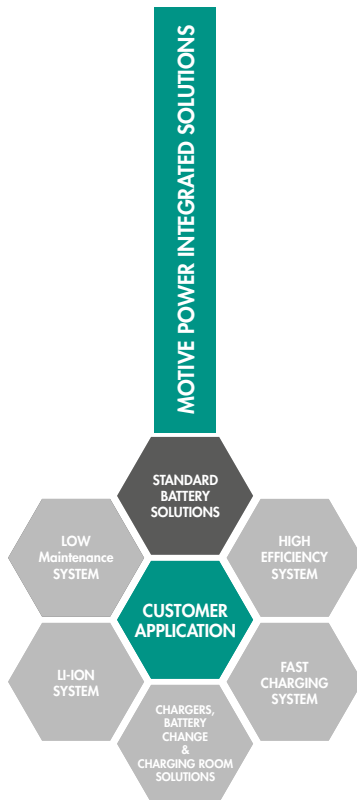 MOTIVE POWER INTEGRATED SOLUTIONS
STANDARD
BATTERY
SOLUTIONS
LOW
Maintenance
SYSTEM
HIGH
EFFICIENCY
SYSTEM
CUSTOMER
APPLICATION
LI-ION
SYSTEM
FAST
CHARGING
SYSTEM
CHARGERS,
BATTERY
CHANGE
&
CHARGING ROOM
SOLUTIONS